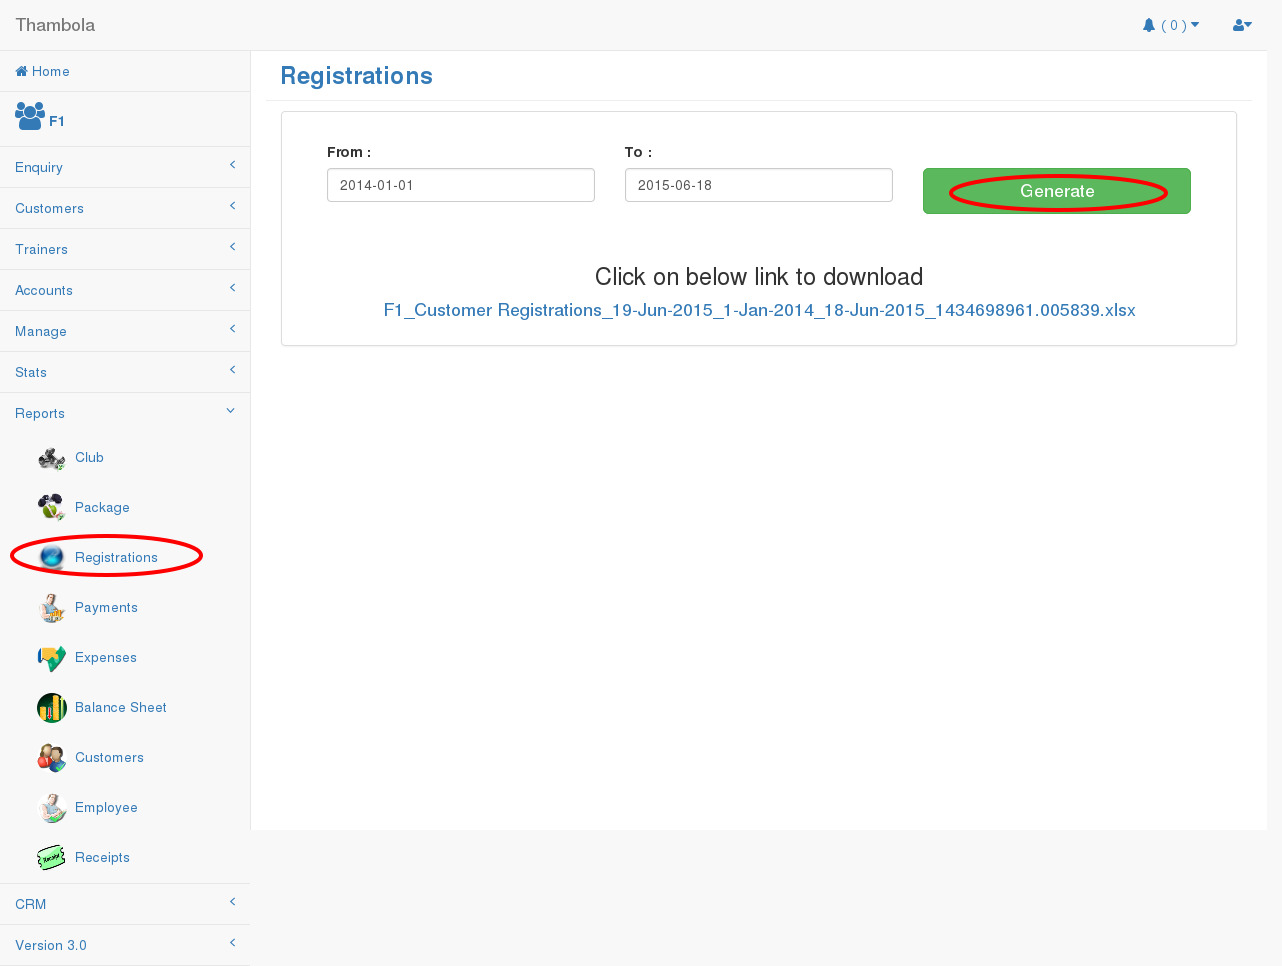 Thambola
( 0 )
Home
F1
Enquiry
Customers
Trainers
Accounts
Manage
Stats
Reports
Club
Package
Registrations
Payments
Expenses
Balance Sheet
Customers
Employee
Receipt
Receipts
CRM
Version 3.0
Registrations
From :
To :
2014-01-01
2015-06-18
Generate
Click on below link to download
F1_Customer Registrations_19-Jun-2015_1-Jan-2014_18-Jun-2015_1434698961.005839.xlsx